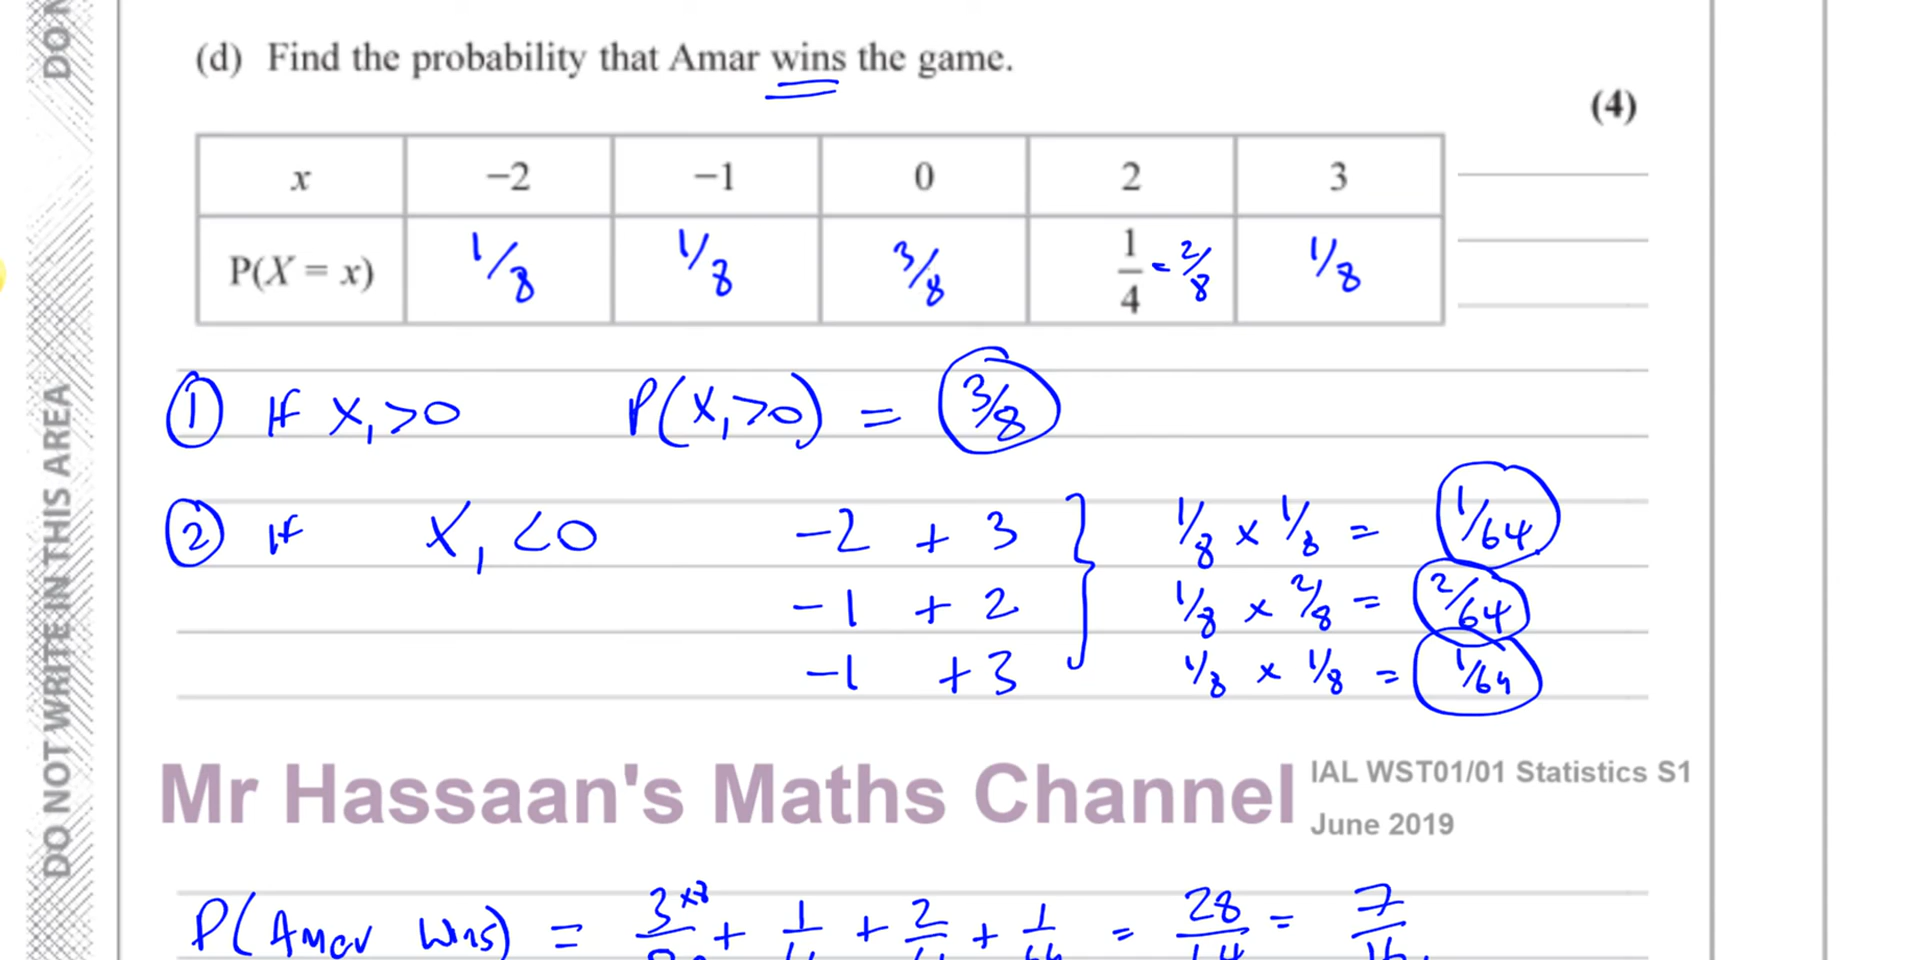 DO NOT WRITE IN THIS AREA
DON
(d) Find the probability that Amar wins the game.
(4)
x −2 −1 0 2 3
P(X = x) 1/8 1/8 3/8 1/4 = 2/8 1/8
① If X₁>0 P(X₁>0) = 3/8
② If X₁<0 -2 + 3 } 1/8 x 1/8 = 1/64
-1 + 2 1/8 x 2/8 = 2/64
-1 +3 1/8 x 1/8 = 1/64
Mr Hassaan's Maths Channel
IAL WST01/01 Statistics S1
June 2019
P(Amar wins) = 3 x8 + 1 + 2 + 1 = 28 = 7